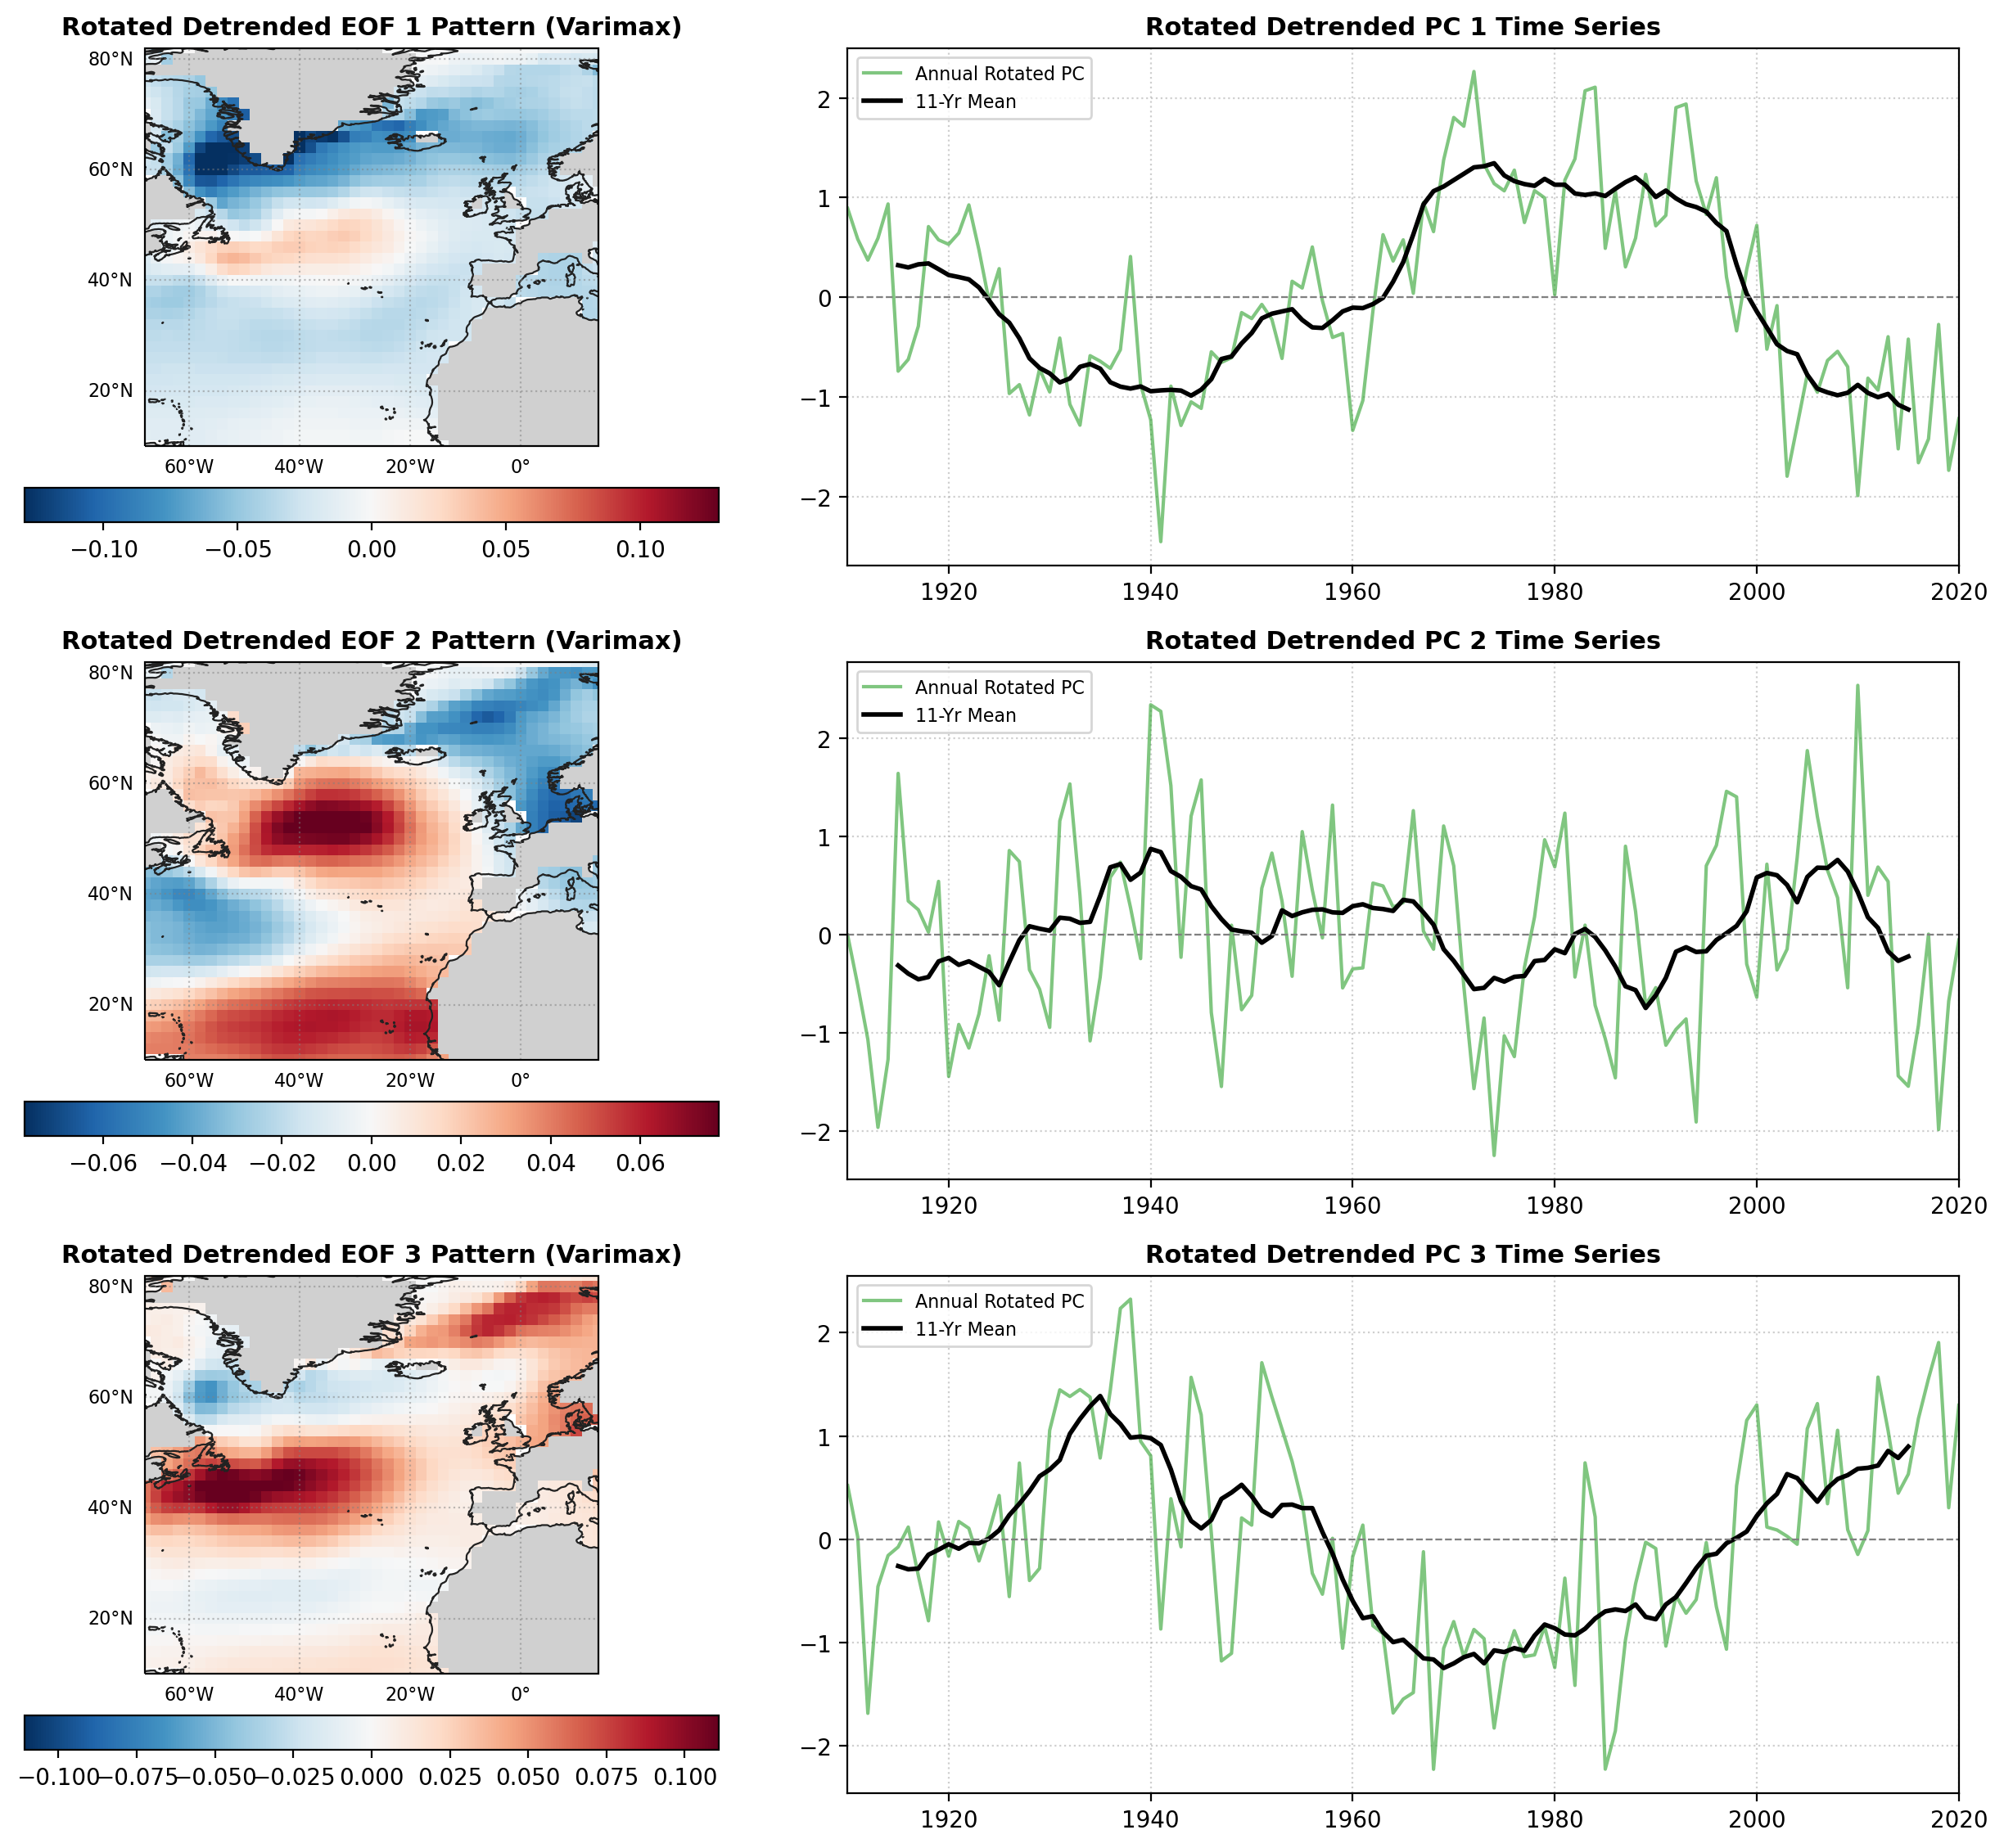 Rotated Detrended EOF 1 Pattern (Varimax)
80°N
60°N
40°N
20°N
60°W 40°W 20°W 0°
−0.10 −0.05 0.00 0.05 0.10
Rotated Detrended PC 1 Time Series
Annual Rotated PC
11-Yr Mean
2
1
0
−1
−2
1920 1940 1960 1980 2000 2020
Rotated Detrended EOF 2 Pattern (Varimax)
80°N
60°N
40°N
20°N
60°W 40°W 20°W 0°
−0.06 −0.04 −0.02 0.00 0.02 0.04 0.06
Rotated Detrended PC 2 Time Series
Annual Rotated PC
11-Yr Mean
2
1
0
−1
−2
1920 1940 1960 1980 2000 2020
Rotated Detrended EOF 3 Pattern (Varimax)
80°N
60°N
40°N
20°N
60°W 40°W 20°W 0°
−0.100 −0.075 −0.050 −0.025 0.000 0.025 0.050 0.075 0.100
Rotated Detrended PC 3 Time Series
Annual Rotated PC
11-Yr Mean
2
1
0
−1
−2
1920 1940 1960 1980 2000 2020